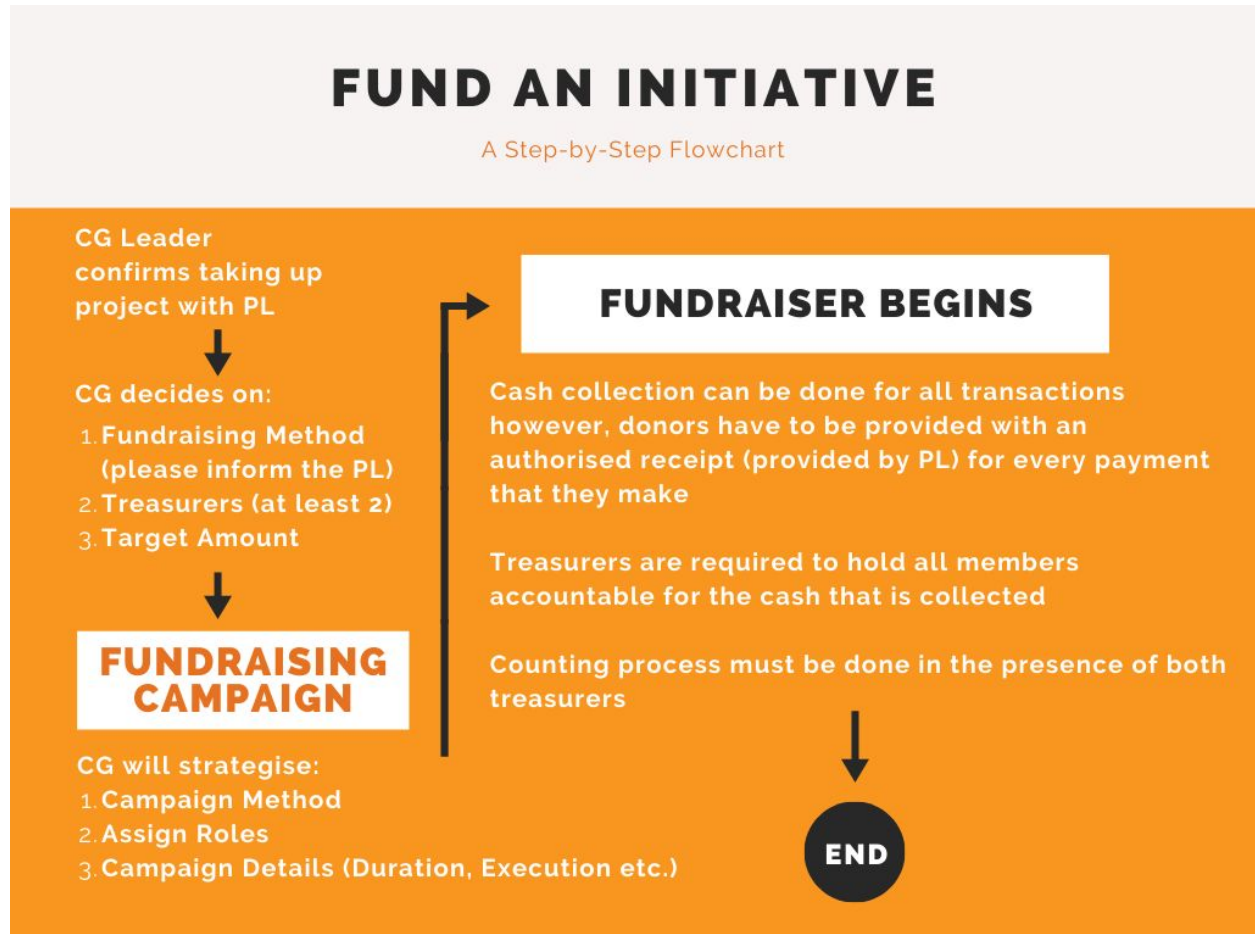 FUND AN INITIATIVE
A Step-by-Step Flowchart
CG Leader
confirms taking up
project with PL
CG decides on:
1. Fundraising Method
(please inform the PL)
2. Treasurers (at least 2)
3. Target Amount
FUNDRAISING
CAMPAIGN
CG will strategise:
1. Campaign Method
2. Assign Roles
3. Campaign Details (Duration, Execution etc.)
FUNDRAISER BEGINS
Cash collection can be done for all transactions
however, donors have to be provided with an
authorised receipt (provided by PL) for every payment
that they make
Treasurers are required to hold all members
accountable for the cash that is collected
Counting process must be done in the presence of both
treasurers
END